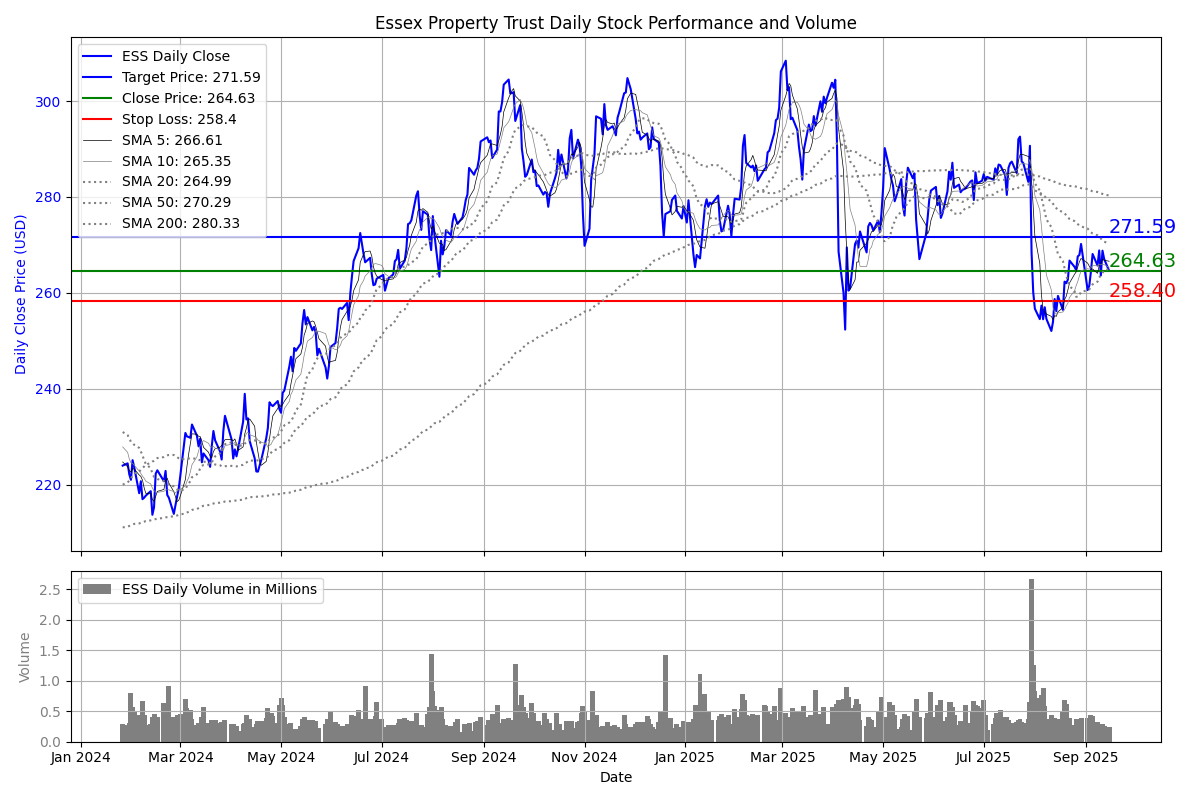 Essex Property Trust Daily Stock Performance and Volume
ESS Daily Close
Target Price: 271.59
Close Price: 264.63
Stop Loss: 258.4
SMA 5: 266.61
SMA 10: 265.35
SMA 20: 264.99
SMA 50: 270.29
SMA 200: 280.33
Daily Close Price (USD)
300
280
260
240
220
271.59
264.63
258.40
ESS Daily Volume in Millions
Volume
2.5
2.0
1.5
1.0
0.5
0.0
Jan 2024 Mar 2024 May 2024 Jul 2024 Sep 2024 Nov 2024 Jan 2025 Mar 2025 May 2025 Jul 2025 Sep 2025
Date